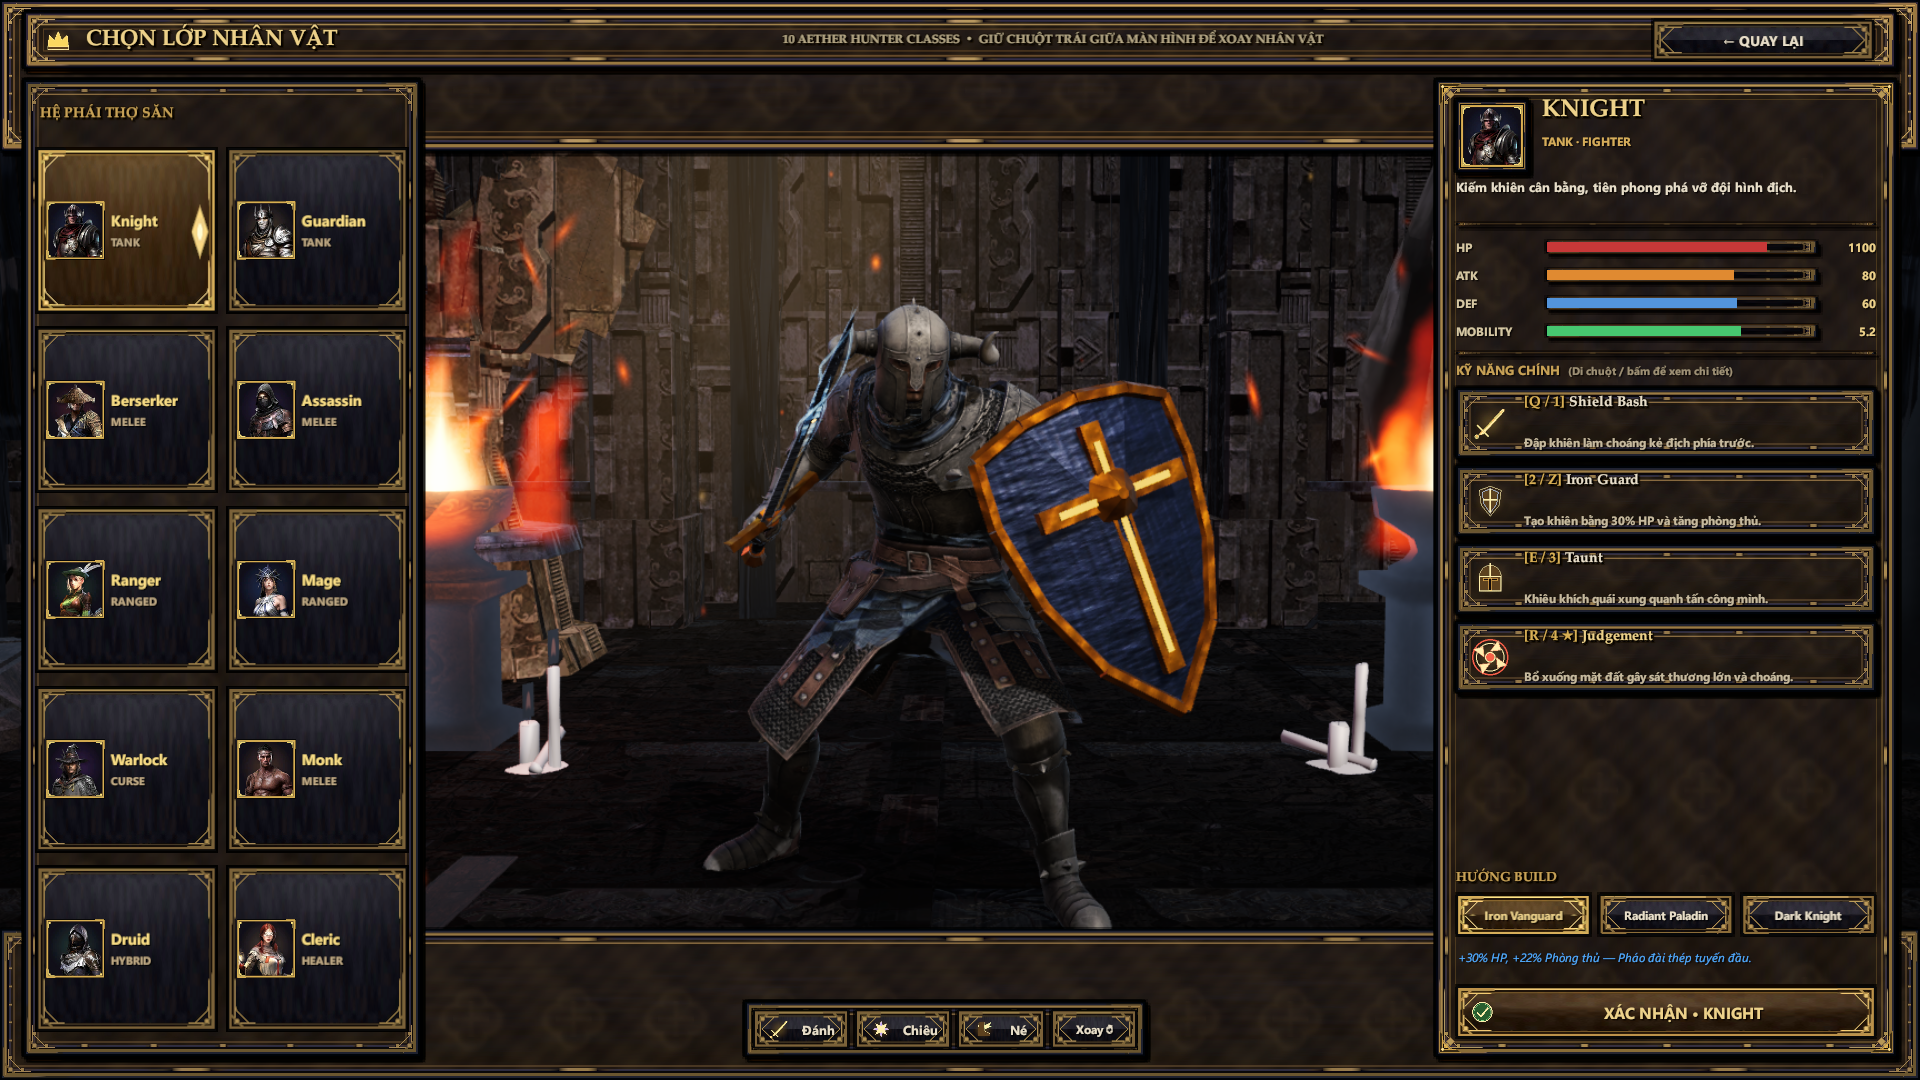 CHỌN LỚP NHÂN VẬT
10 AETHER HUNTER CLASSES • GIỮ CHUỘT TRÁI GIỮA MÀN HÌNH ĐỂ XOAY NHÂN VẬT
← QUAY LẠI
HỆ PHÁI THỢ SĂN
Knight
TANK
Guardian
TANK
Berserker
MELEE
Assassin
MELEE
Ranger
RANGED
Mage
RANGED
Warlock
CURSE
Monk
MELEE
Druid
HYBRID
Cleric
HEALER
Đánh
Chiêu
Né
Xoay
KNIGHT
TANK · FIGHTER
Kiếm khiên cân bằng, tiên phong phá vỡ đội hình địch.
HP 1100
ATK 80
DEF 60
MOBILITY 5.2
KỸ NĂNG CHÍNH (Di chuột / bấm để xem chi tiết)
[Q / 1] Shield Bash
Đập khiên làm choáng kẻ địch phía trước.
[2 / Z] Iron Guard
Tạo khiên bằng 30% HP và tăng phòng thủ.
[E / 3] Taunt
Khiêu khích quái xung quanh tấn công mình.
[R / 4 ★] Judgement
Bổ xuống mặt đất gây sát thương lớn và choáng.
HƯỚNG BUILD
Iron Vanguard
Radiant Paladin
Dark Knight
+30% HP, +22% Phòng thủ — Pháo đài thép tuyến đầu.
XÁC NHẬN • KNIGHT